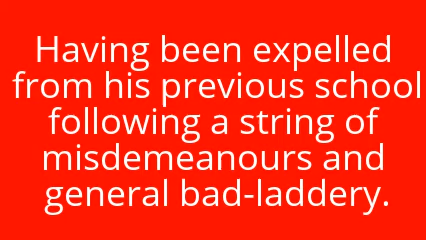 Having been expelled
from his previous school
following a string of
misdemeanours and
general bad-laddery.